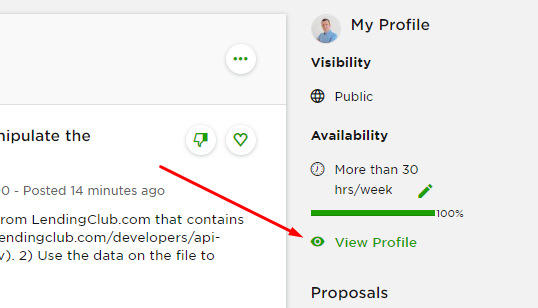 nipulate the
0 - Posted 14 minutes ago
from LendingClub.com that contains
endingclub.com/developers/api-
v). 2) Use the data on the file to
My Profile
Visibility
Public
Availability
More than 30
hrs/week
100%
View Profile
Proposals